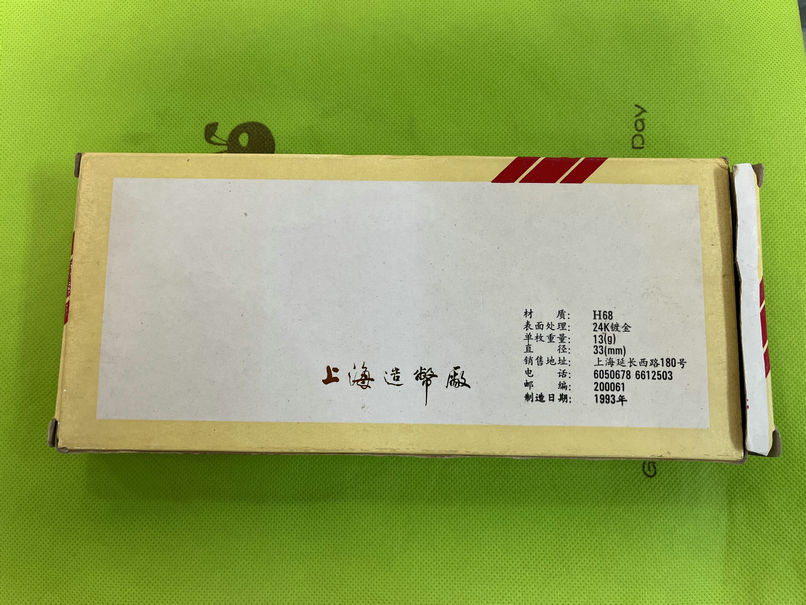 Day
材 质： H68
表面处理： 24K镀金
单枚重量： 13(g)
直 径： 33(mm)
销售地址： 上海延长西路180号
电 话： 6050678 6612503
邮 编： 200061
制造日期： 1993年
上海造幣廠